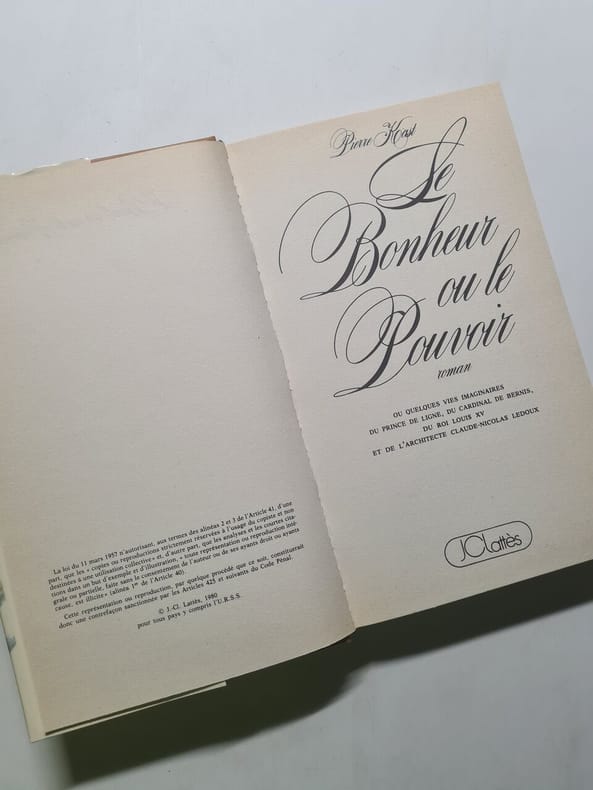 La loi du 11 mars 1957 n'autorisant, aux termes des alinéas 2 et 3 de l'Article 41, d'une
part, que les « copies ou reproductions strictement réservées à l'usage du copiste et non
destinées à une utilisation collective » et, d'autre part, que les analyses et les courtes cita-
tions dans un but d'exemple et d'illustration, « toute représentation ou reproduction inté-
grale ou partielle, faite sans le consentement de l'auteur ou de ses ayants droit ou ayants
cause, est illicite » (alinéa 1er de l'Article 40).
Cette représentation ou reproduction, par quelque procédé que ce soit, constituerait
donc une contrefaçon sanctionnée par les Articles 425 et suivants du Code Pénal.
© J.-Cl. Lattès, 1980
pour tous pays y compris l'U.R.S.S.
Pierre Kast
Le
Bonheur
ou le
Pouvoir
roman
OU QUELQUES VIES IMAGINAIRES
DU PRINCE DE LIGNE, DU CARDINAL DE BERNIS,
DU ROI LOUIS XV
ET DE L'ARCHITECTE CLAUDE-NICOLAS LEDOUX
JCLattès